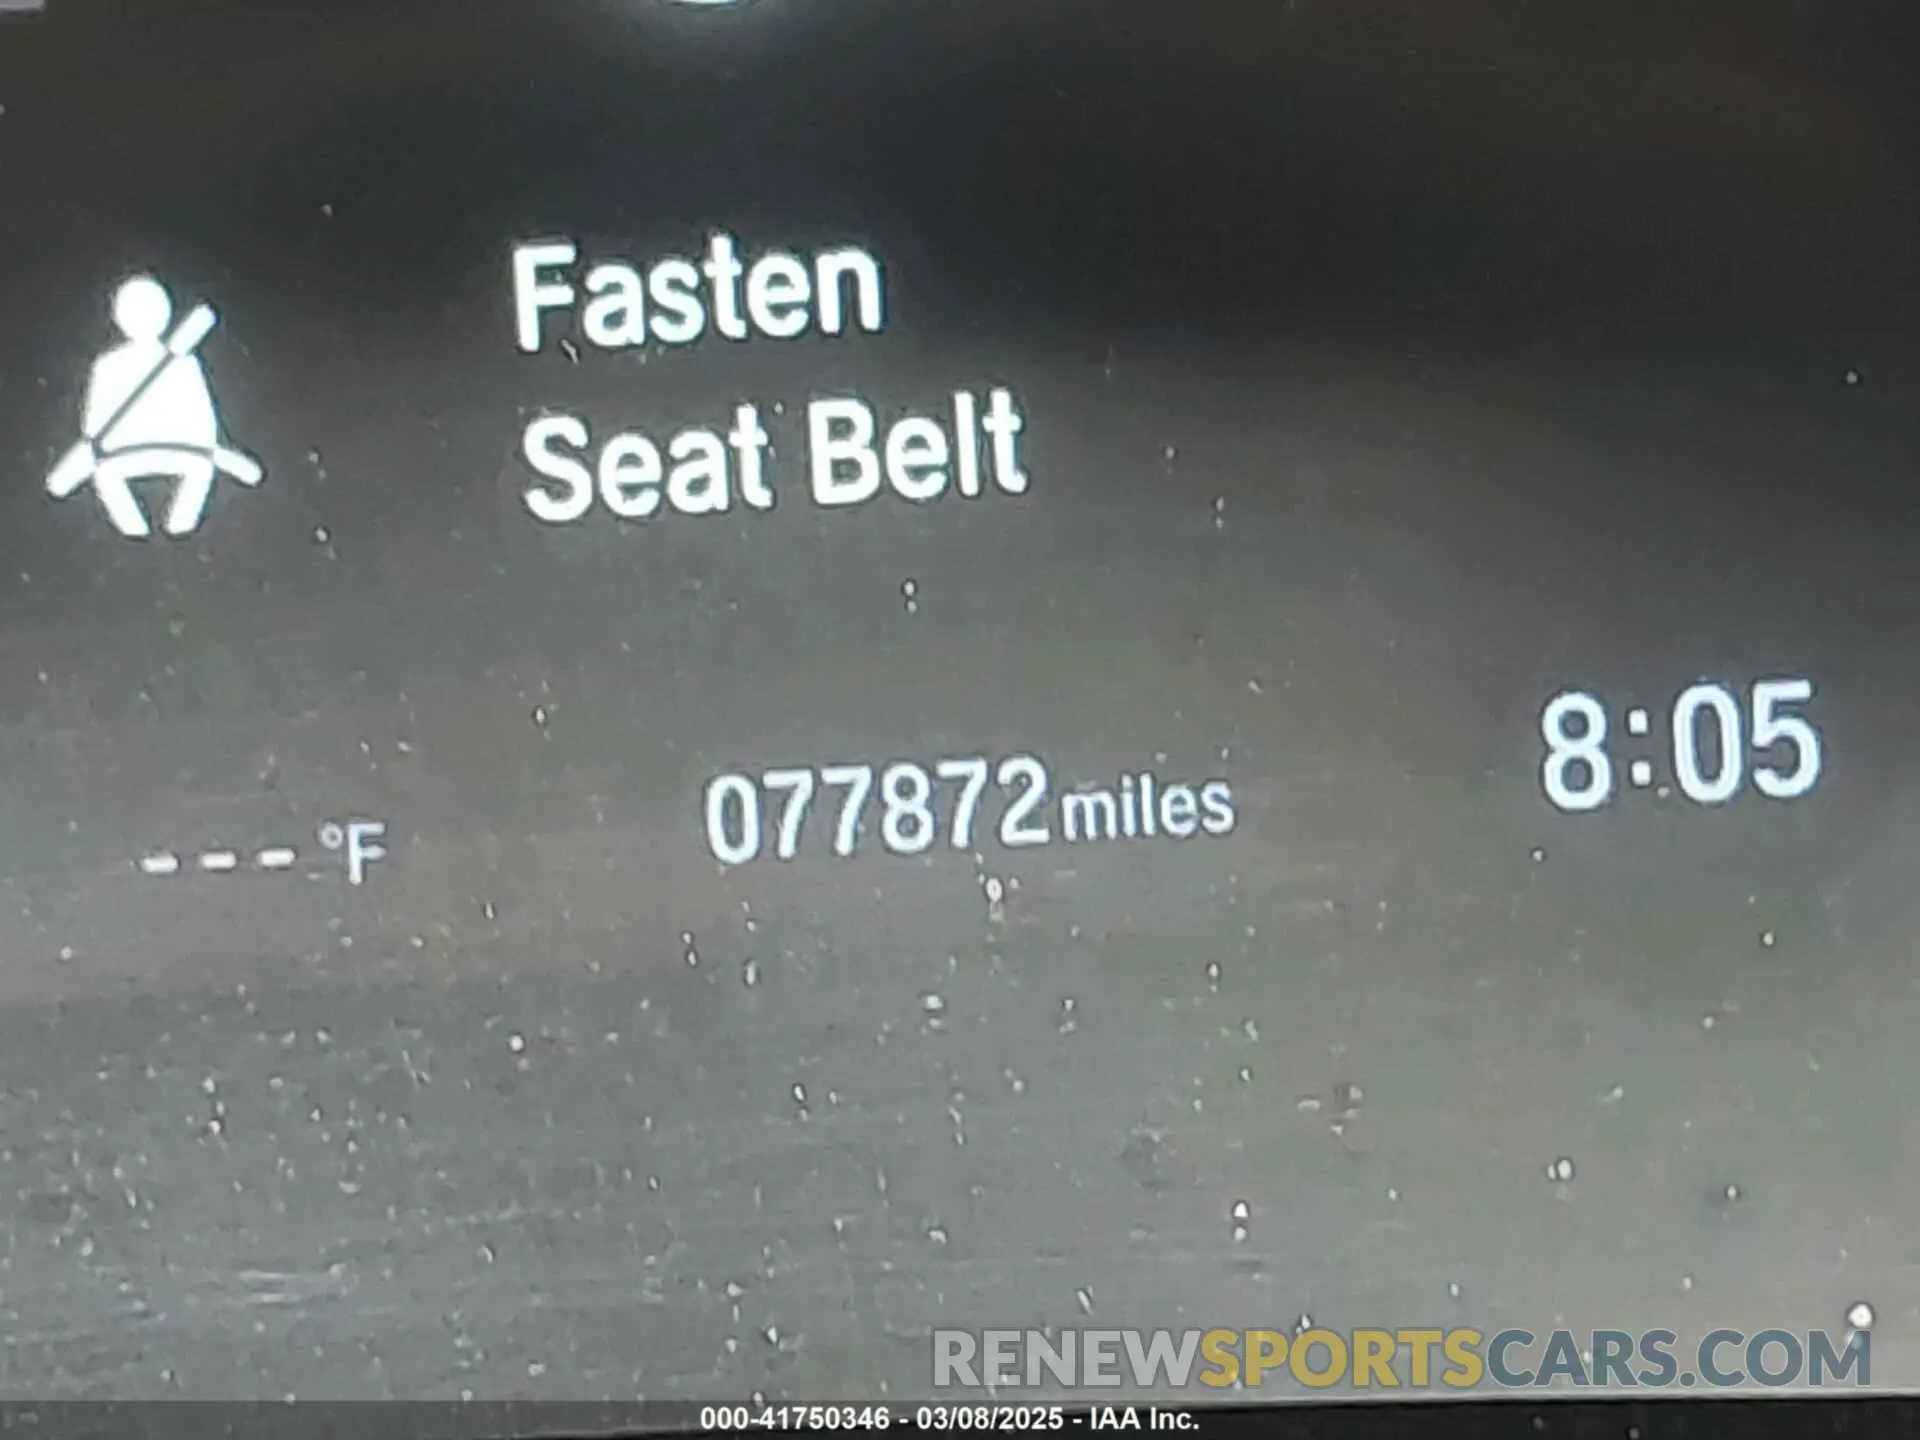 Fasten
Seat Belt
---°F 077872miles 8:05
RENEWSPORTSCARS.COM
000-41750346 - 03/08/2025 - IAA Inc.